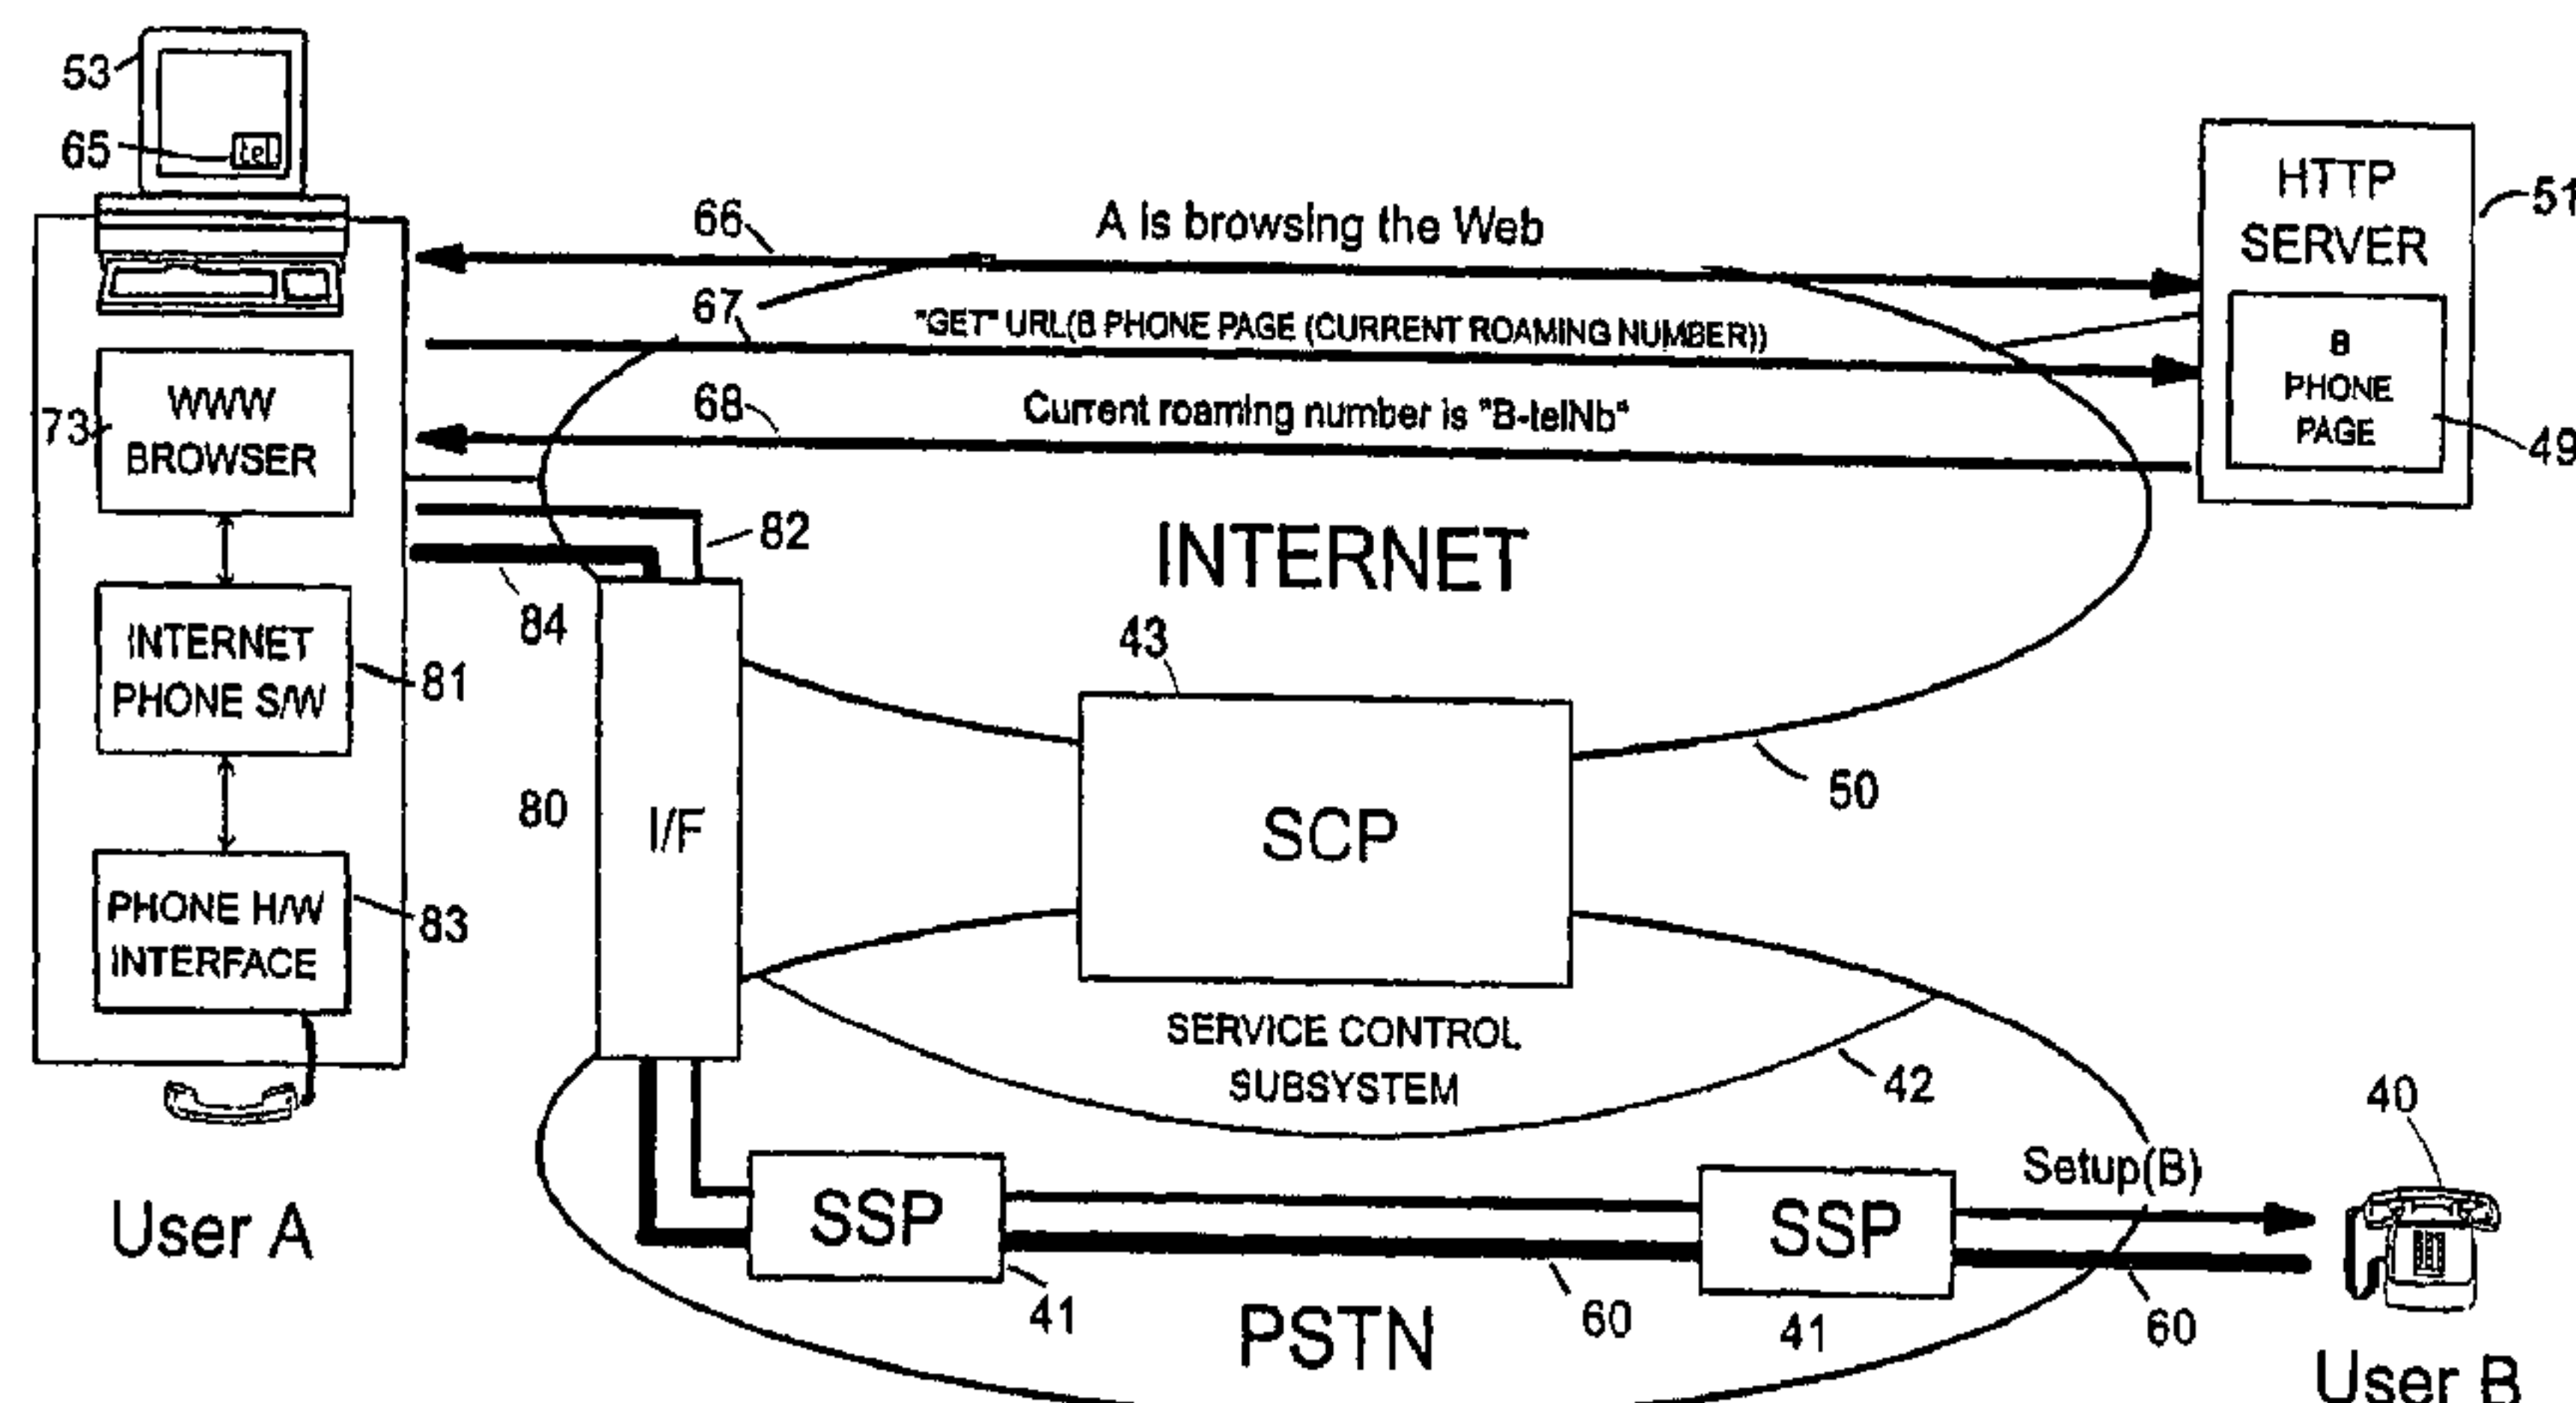 53
65
tel
66
A is browsing the Web
HTTP
SERVER
51
67
"GET" URL(B PHONE PAGE (CURRENT ROAMING NUMBER))
B
PHONE
PAGE
49
68
Current roaming number is "B-telNb"
73
WWW
BROWSER
82
84
INTERNET
INTERNET
PHONE S/W
81
43
80
I/F
SCP
50
PHONE H/W
INTERFACE
83
SERVICE CONTROL
SUBSYSTEM
42
40
User A
SSP
41
SSP
41
Setup(B)
60
60
PSTN
User B